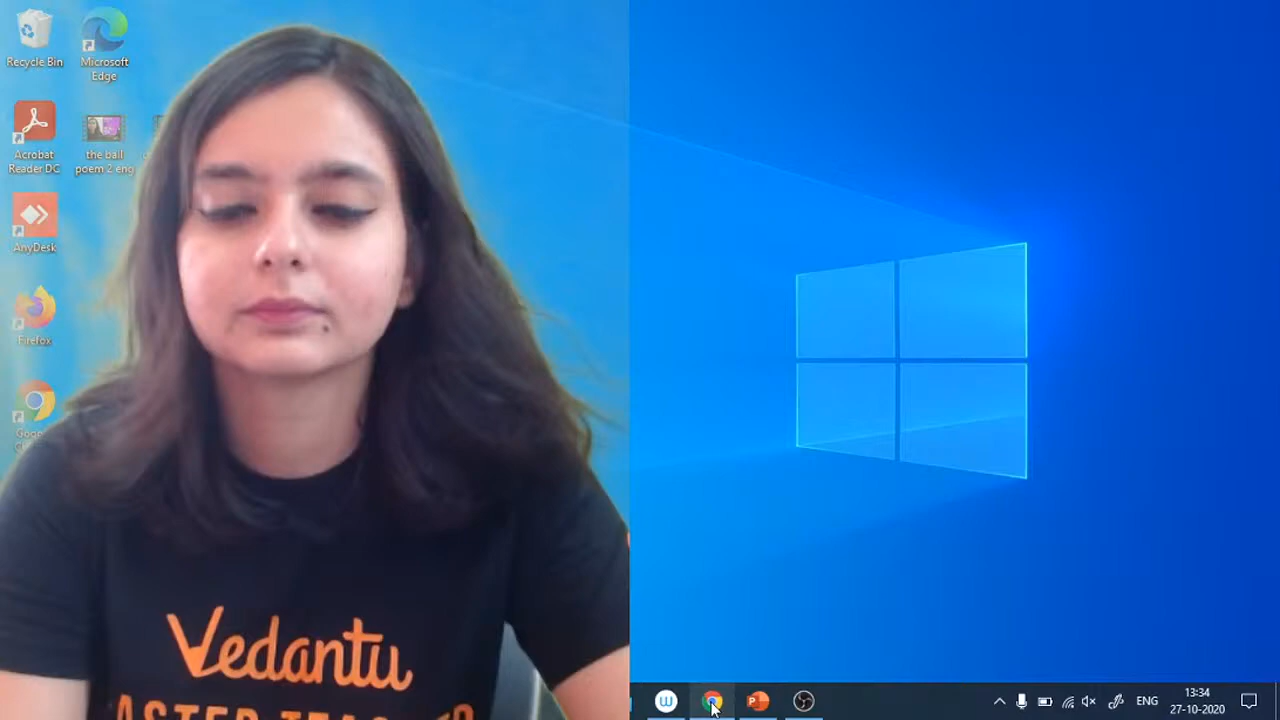 Recycle Bin
Microsoft
Edge
Acrobat
Reader DC
the bail
poem 2 eng
AnyDesk
Firefox
Vedantu
ENG
13:34
27-10-2020